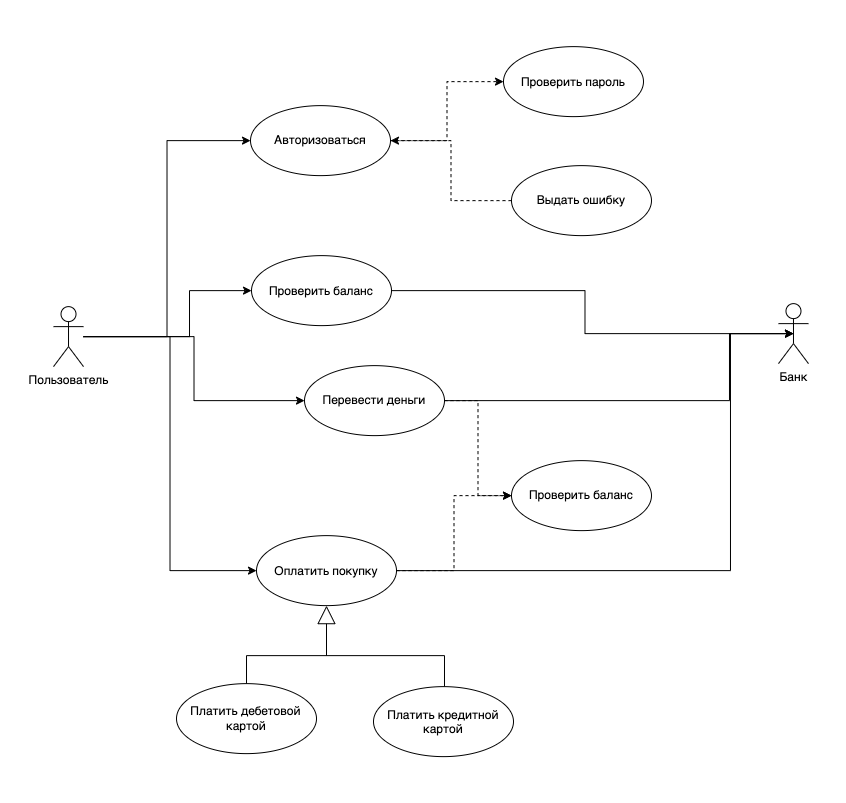 Проверить пароль
Авторизоваться
Выдать ошибку
Проверить баланс
Пользователь
Банк
Перевести деньги
Проверить баланс
Оплатить покупку
Платить дебетовой
картой
Платить кредитной
картой